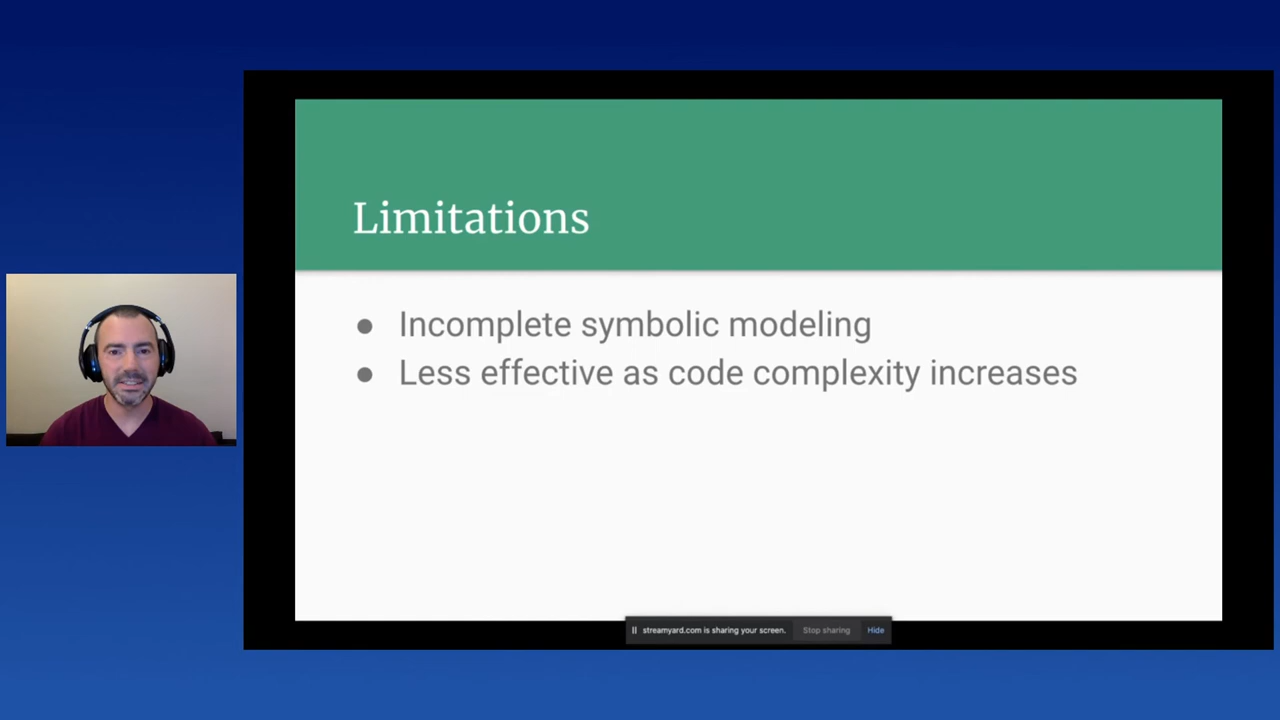 Limitations
● Incomplete symbolic modeling
● Less effective as code complexity increases
streamyard.com is sharing your screen. Stop sharing Hide